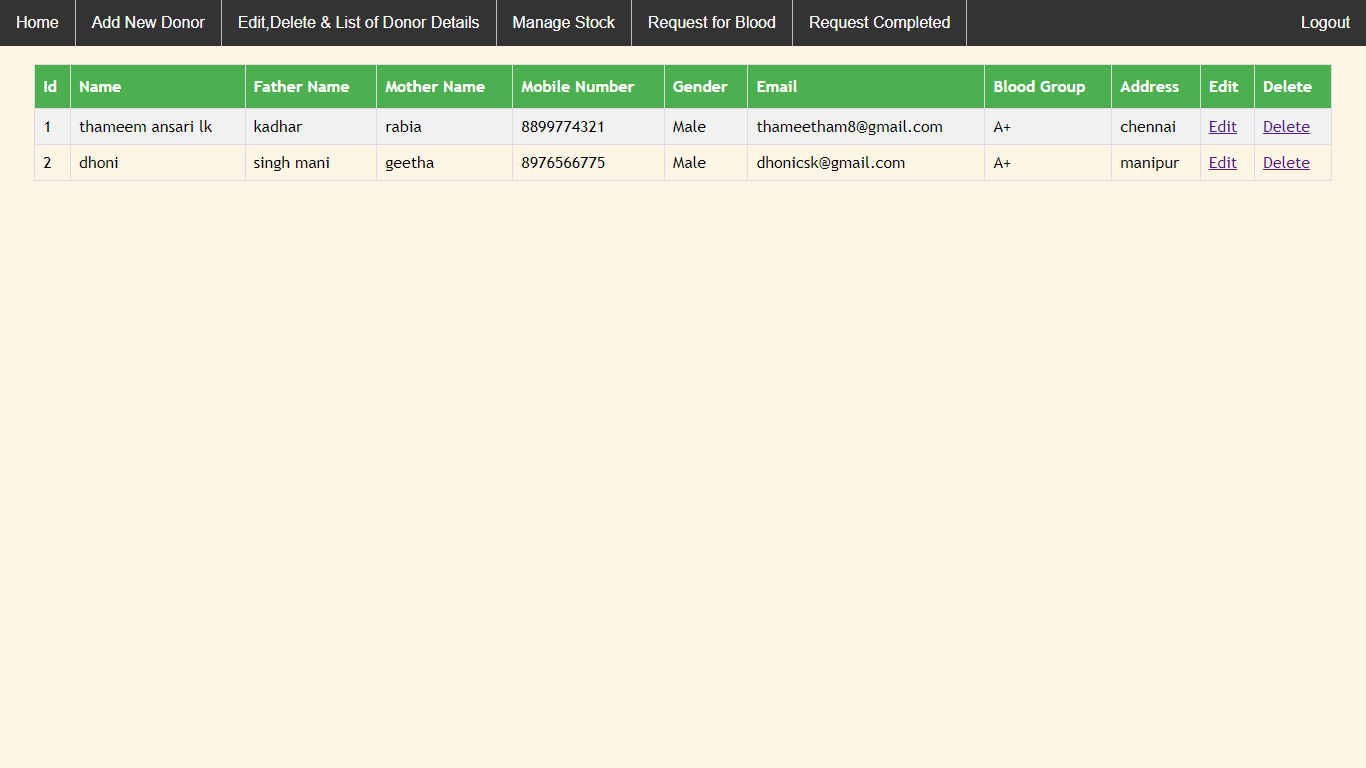 Home Add New Donor Edit,Delete & List of Donor Details Manage Stock Request for Blood Request Completed Logout
Id Name Father Name Mother Name Mobile Number Gender Email Blood Group Address Edit Delete
1 thameem ansari lk kadhar rabia 8899774321 Male thameetham8@gmail.com A+ chennai Edit Delete
2 dhoni singh mani geetha 8976566775 Male dhonicsk@gmail.com A+ manipur Edit Delete